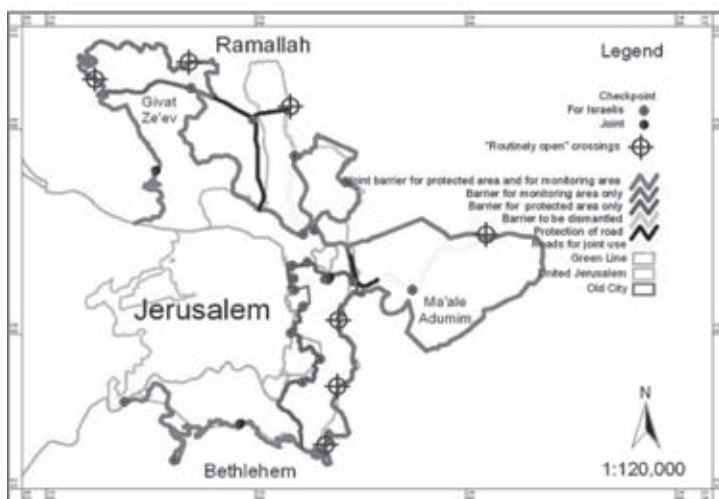 Ramallah
Givat
Ze'ev
Jerusalem
Ma'ale
Adumim
Bethlehem
Legend
Checkpoint
For Israelis
Joint
"Routinely open" crossings
Joint barrier for protected area and for monitoring area
Barrier for monitoring area only
Barrier for protected area only
Barrier to be dismantled
Protection of road
Roads for joint use
Green Line
United Jerusalem
Old City
N
1:120,000